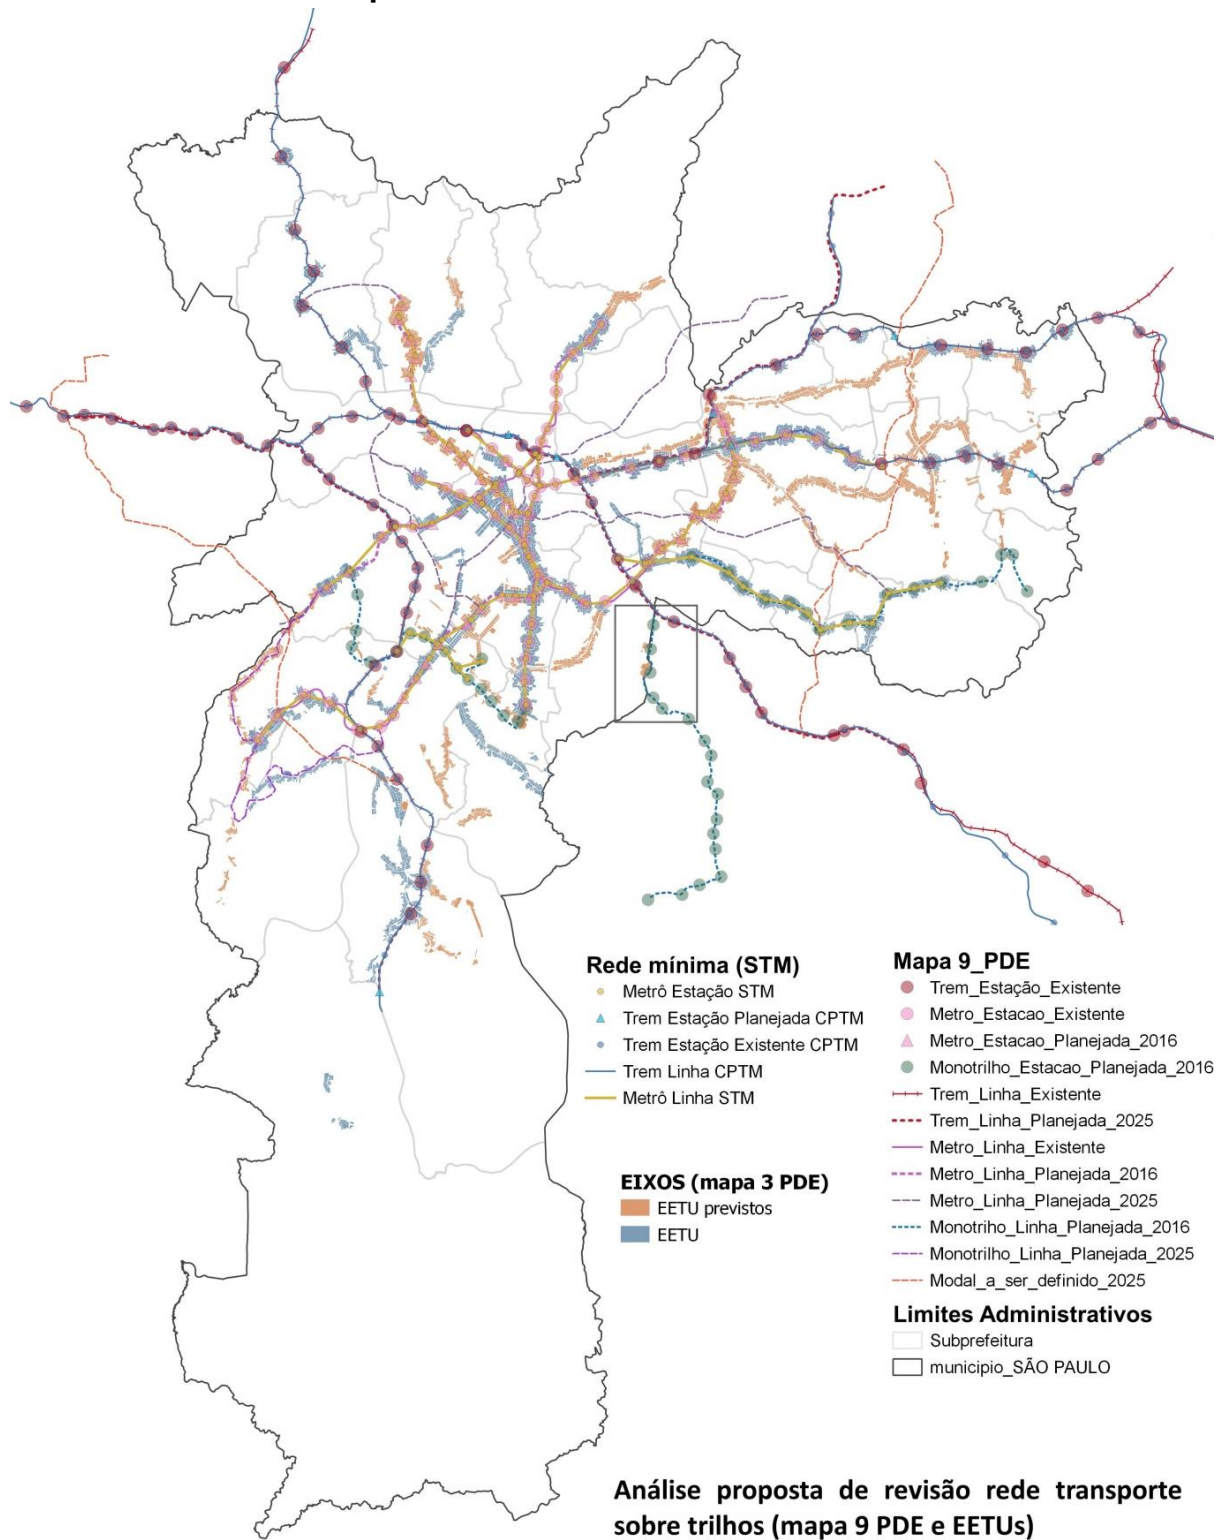 Rede mínima (STM)
Metrô Estação STM
Trem Estação Planejada CPTM
Trem Estação Existente CPTM
Trem Linha CPTM
Metrô Linha STM
EIXOS (mapa 3 PDE)
EETU previstos
EETU
Mapa 9_PDE
Trem_Estação_Existente
Metro_Estacao_Existente
Metro_Estacao_Planejada_2016
Monotrilho_Estacao_Planejada_2016
Trem_Linha_Existente
Trem_Linha_Planejada_2025
Metro_Linha_Existente
Metro_Linha_Planejada_2016
Metro_Linha_Planejada_2025
Monotriho_Linha_Planejada_2016
Monotrilho_Linha_Planejada_2025
Modal_a_ser_definido_2025
Limites Administrativos
Subprefeitura
municipio_SÃO PAULO
Análise proposta de revisão rede transporte
sobre trilhos (mapa 9 PDE e EETUs)